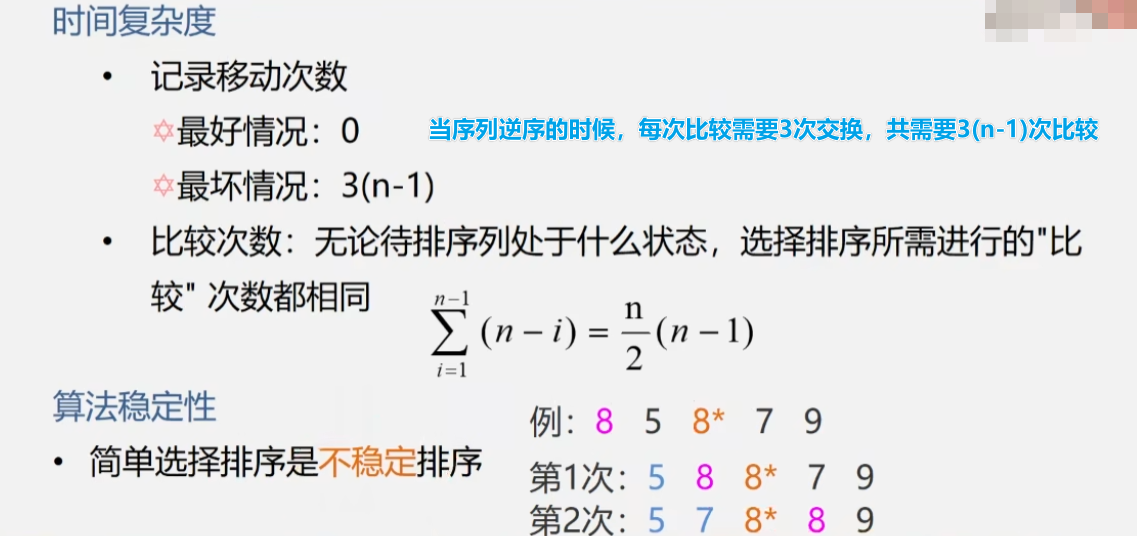 时间复杂度
• 记录移动次数
✡最好情况：0
当序列逆序的时候，每次比较需要3次交换，共需要3(n-1)次比较
✡最坏情况：3(n-1)
• 比较次数：无论待排序列处于什么状态，选择排序所需进行的"比
较" 次数都相同
n−1
∑ (n − i) = n/2 (n − 1)
i=1
算法稳定性
• 简单选择排序是不稳定排序
例：8 5 8* 7 9
第1次：5 8 8* 7 9
第2次：5 7 8* 8 9